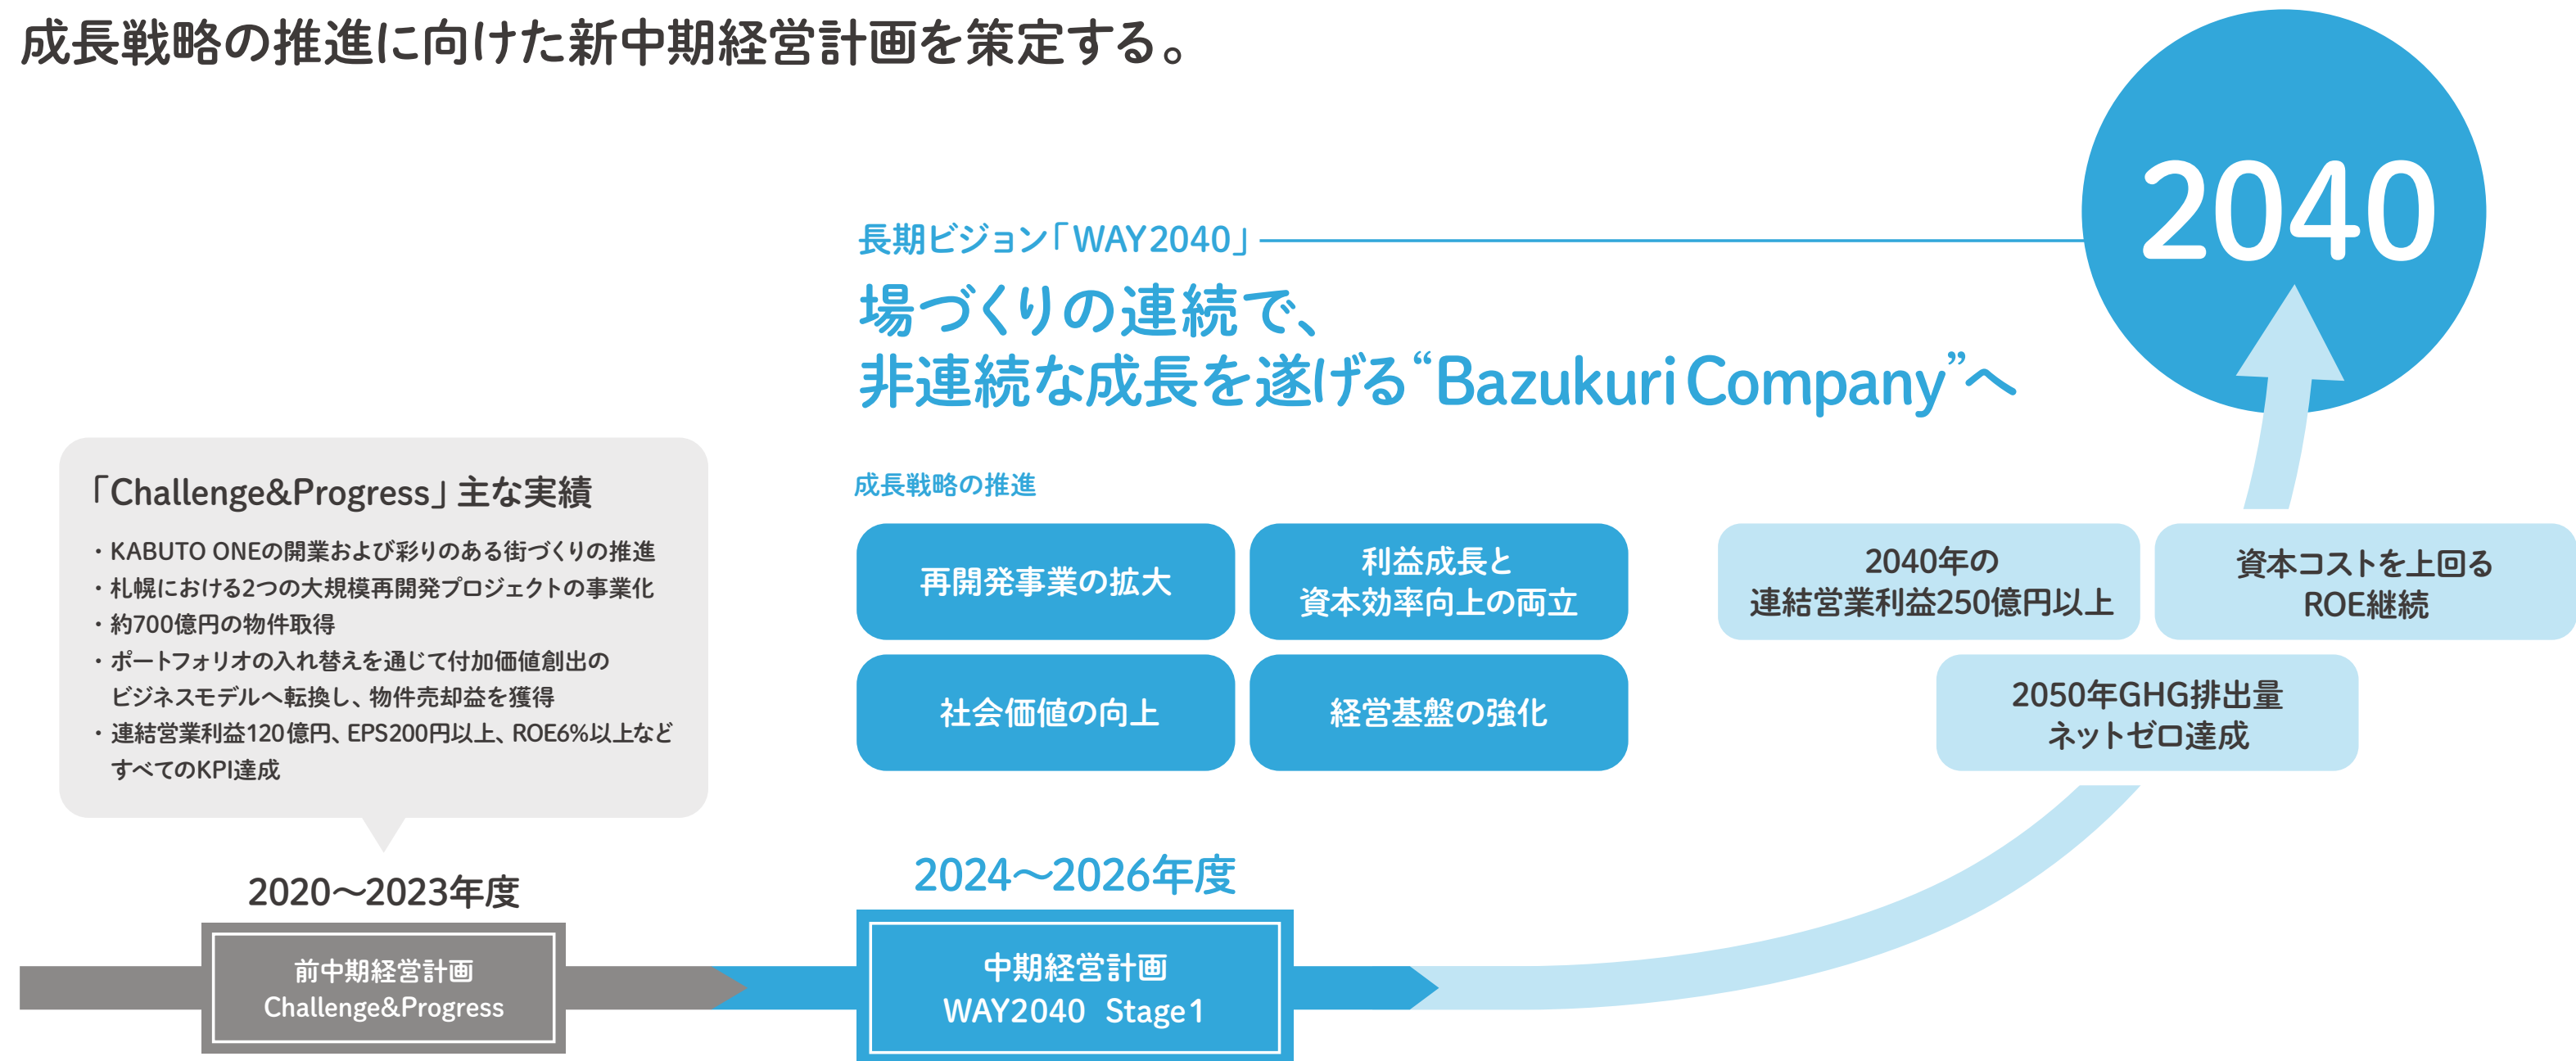 成長戦略の推進に向けた新中期経営計画を策定する。
2040
長期ビジョン「WAY2040」
場づくりの連続で、
非連続な成長を遂げる“Bazukuri Company”へ
「Challenge&Progress」主な実績
・KABUTO ONEの開業および彩りのある街づくりの推進
・札幌における2つの大規模再開発プロジェクトの事業化
・約700億円の物件取得
・ポートフォリオの入れ替えを通じて付加価値創出の
ビジネスモデルへ転換し、物件売却益を獲得
・連結営業利益120億円、EPS200円以上、ROE6%以上など
すべてのKPI達成
成長戦略の推進
再開発事業の拡大
利益成長と
資本効率向上の両立
社会価値の向上
経営基盤の強化
2040年の
連結営業利益250億円以上
資本コストを上回る
ROE継続
2050年GHG排出量
ネットゼロ達成
2020〜2023年度
前中期経営計画
Challenge&Progress
2024〜2026年度
中期経営計画
WAY2040 Stage1